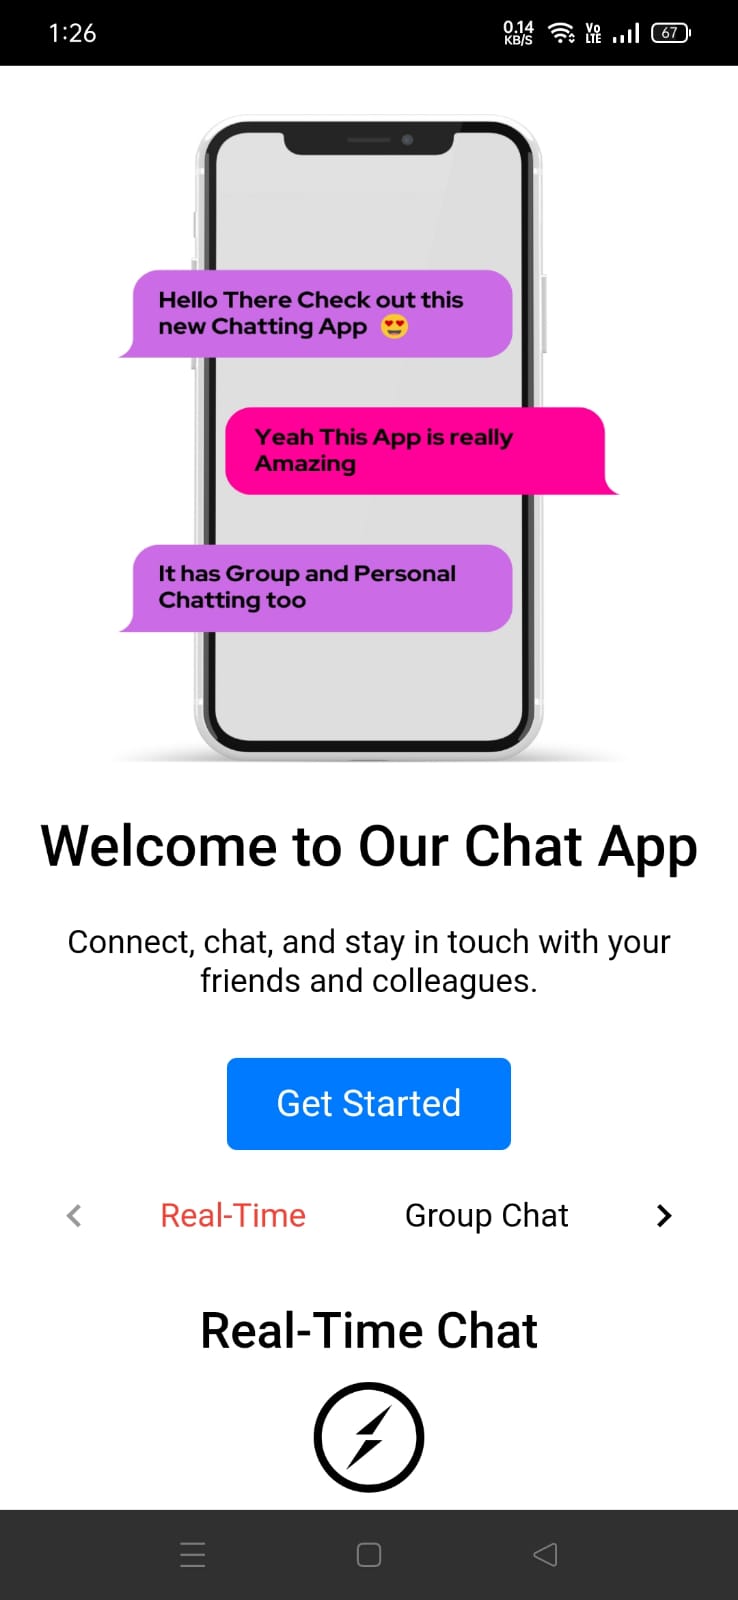 1:26
0.14
KB/S
Vo
LTE
67
Hello There Check out this
new Chatting App 😍
Yeah This App is really
Amazing
It has Group and Personal
Chatting too
Welcome to Our Chat App
Connect, chat, and stay in touch with your
friends and colleagues.
Get Started
Real-Time
Group Chat
Real-Time Chat